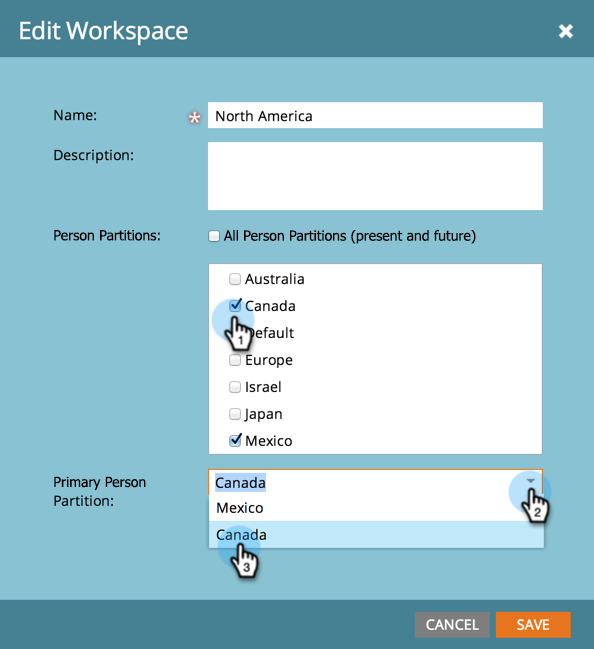 Edit Workspace
Name:
* North America
Description:
Person Partitions:
All Person Partitions (present and future)
Australia
Canada
1
Default
Europe
Israel
Japan
Mexico
Primary Person
Partition:
Canada
2
Mexico
Canada
3
CANCEL
SAVE